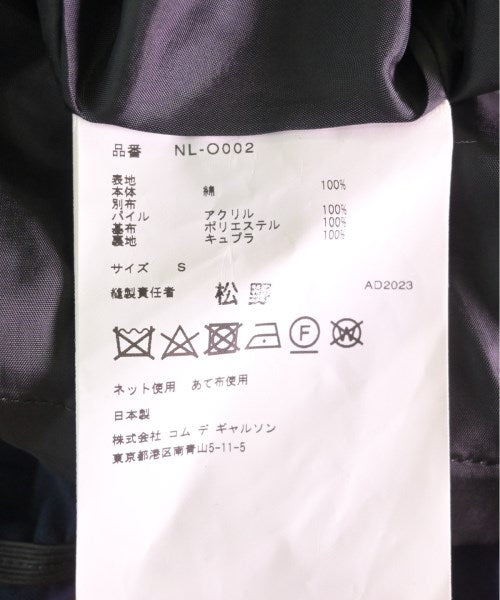 品番 NL-O002
表地
本体 綿 100%
別布
パイル アクリル 100%
基布 ポリエステル 100%
裏地 キュプラ 100%
サイズ S
縫製責任者 松野 AD2023
F W
ネット使用 あて布使用
日本製
株式会社 コム デ ギャルソン
東京都港区南青山5-11-5